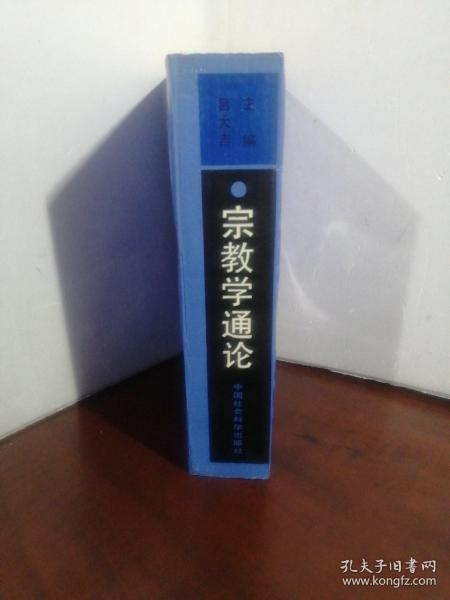 主编
吕大吉
宗教学通论
中国社会科学出版社
孔夫子旧书网
www.kongfz.com